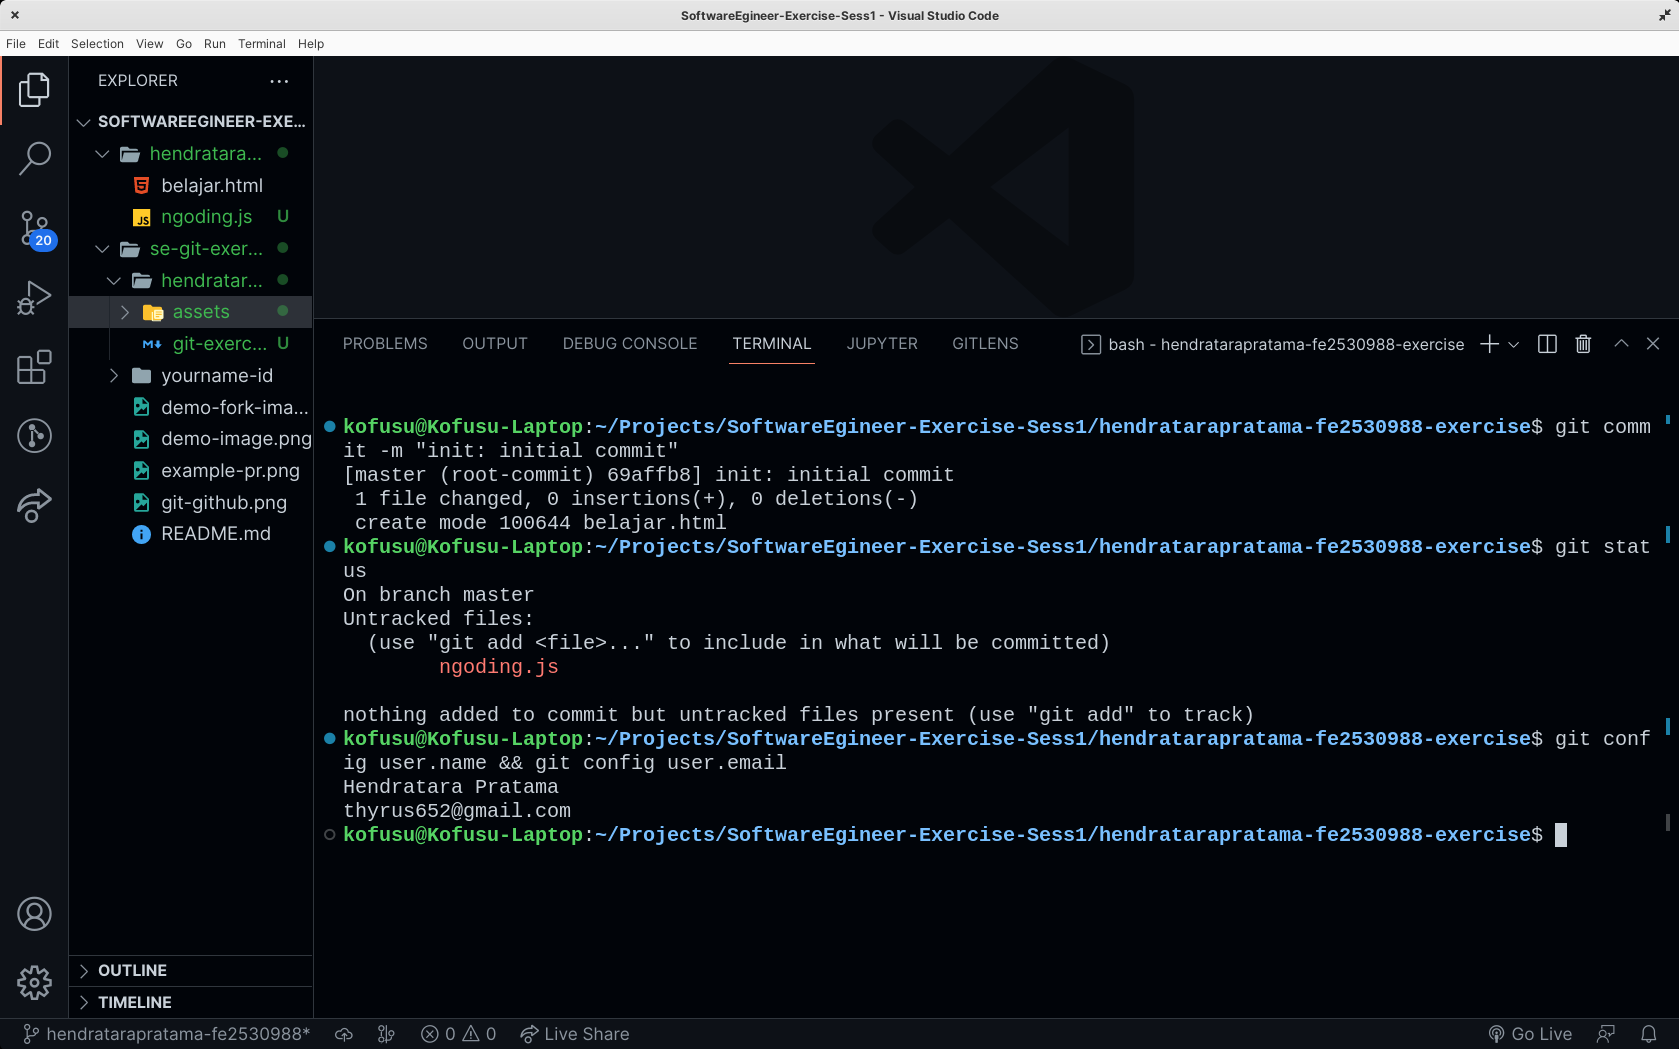 SoftwareEgineer-Exercise-Sess1 - Visual Studio Code
File Edit Selection View Go Run Terminal Help
EXPLORER
SOFTWAREEGINEER-EXE...
hendratara...
belajar.html
ngoding.js U
se-git-exer...
hendratar...
assets
git-exerc... U
yourname-id
demo-fork-ima...
demo-image.png
example-pr.png
git-github.png
README.md
OUTLINE
TIMELINE
20
PROBLEMS OUTPUT DEBUG CONSOLE TERMINAL JUPYTER GITLENS bash - hendratarapratama-fe2530988-exercise
kofusu@Kofusu-Laptop:~/Projects/SoftwareEgineer-Exercise-Sess1/hendratarapratama-fe2530988-exercise$ git comm
it -m "init: initial commit"
[master (root-commit) 69affb8] init: initial commit
1 file changed, 0 insertions(+), 0 deletions(-)
create mode 100644 belajar.html
kofusu@Kofusu-Laptop:~/Projects/SoftwareEgineer-Exercise-Sess1/hendratarapratama-fe2530988-exercise$ git stat
us
On branch master
Untracked files:
(use "git add <file>..." to include in what will be committed)
ngoding.js
nothing added to commit but untracked files present (use "git add" to track)
kofusu@Kofusu-Laptop:~/Projects/SoftwareEgineer-Exercise-Sess1/hendratarapratama-fe2530988-exercise$ git conf
ig user.name && git config user.email
Hendratara Pratama
thyrus652@gmail.com
kofusu@Kofusu-Laptop:~/Projects/SoftwareEgineer-Exercise-Sess1/hendratarapratama-fe2530988-exercise$
hendratarapratama-fe2530988* 0 0 Live Share Go Live